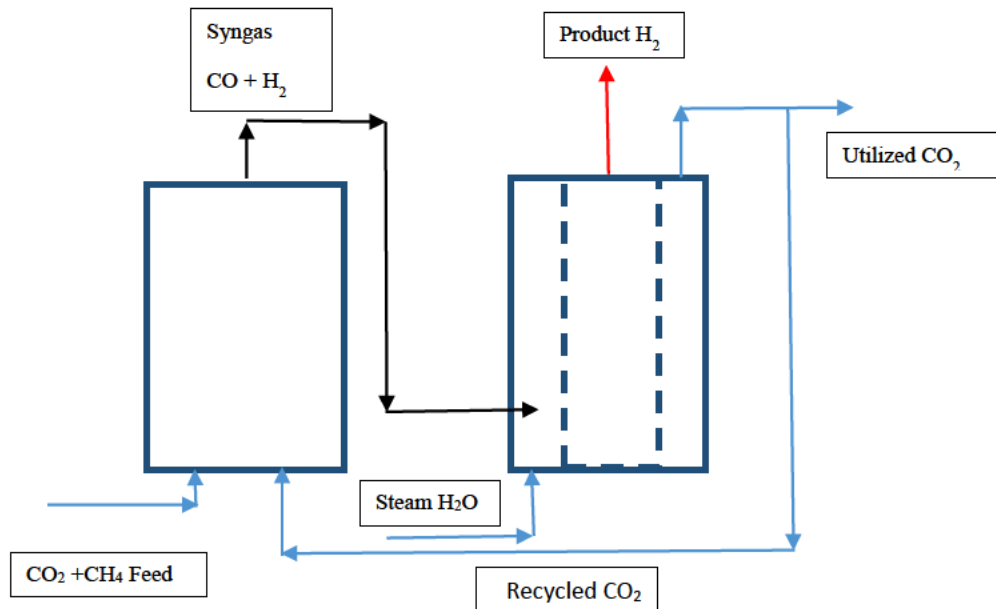 Syngas
CO + H₂
Product H₂
Utilized CO₂
Steam H₂O
CO₂ +CH₄ Feed
Recycled CO₂